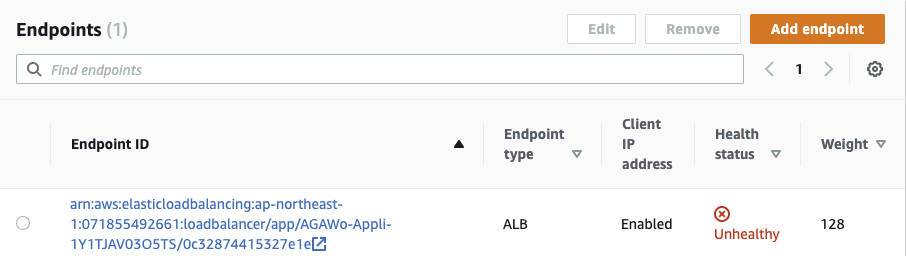 Endpoints (1)
Edit
Remove
Add endpoint
Find endpoints
1
Endpoint ID
Endpoint
type
Client
IP
address
Health
status
Weight
arn:aws:elasticloadbalancing:ap-northeast-
1:071855492661:loadbalancer/app/AGAWo-Appli-
1Y1TJAV03O5TS/0c32874415327e1e
ALB
Enabled
Unhealthy
128